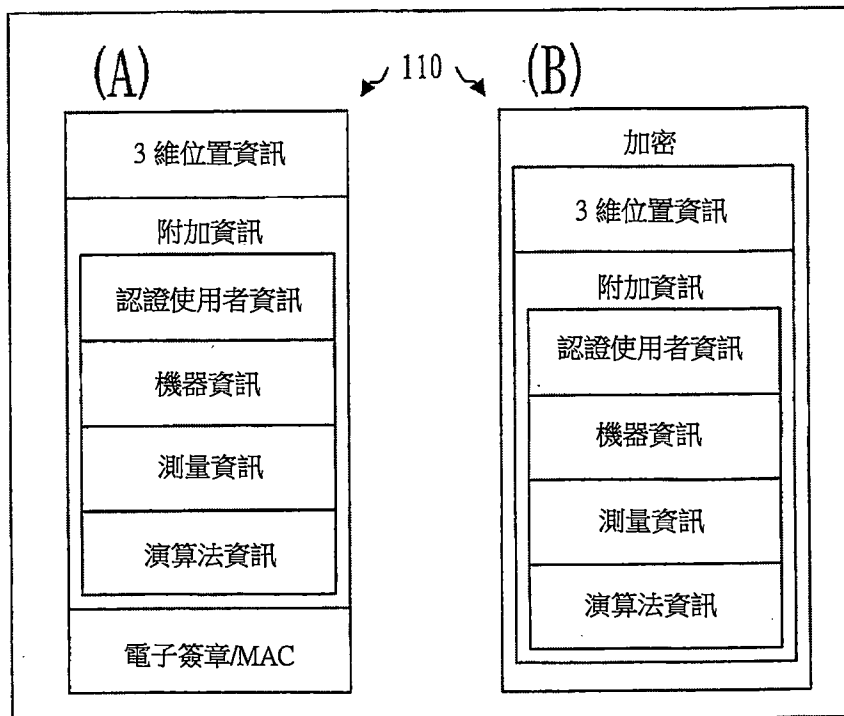 (A)
110
(B)
3 維位置資訊
附加資訊
認證使用者資訊
機器資訊
測量資訊
演算法資訊
電子簽章/MAC
加密
3 維位置資訊
附加資訊
認證使用者資訊
機器資訊
測量資訊
演算法資訊